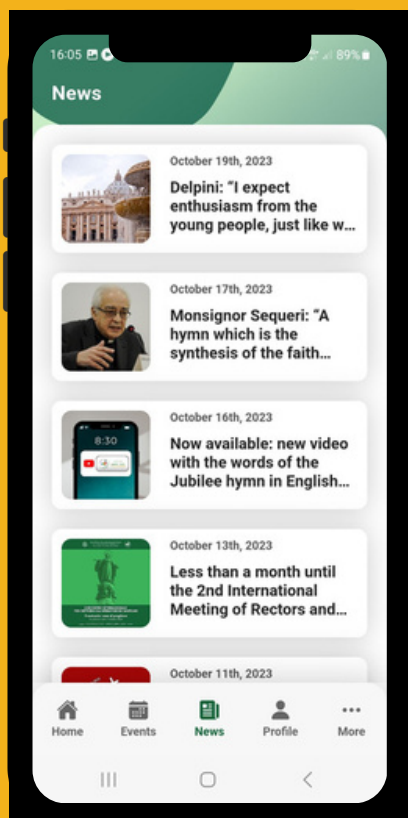 16:05
89%
News
October 19th, 2023
Delpini: “I expect
enthusiasm from the
young people, just like w...
October 17th, 2023
Monsignor Sequeri: “A
hymn which is the
synthesis of the faith...
October 16th, 2023
8:30
Now available: new video
with the words of the
Jubilee hymn in English...
October 13th, 2023
Less than a month until
the 2nd International
Meeting of Rectors and...
October 11th, 2023
Home Events News Profile More